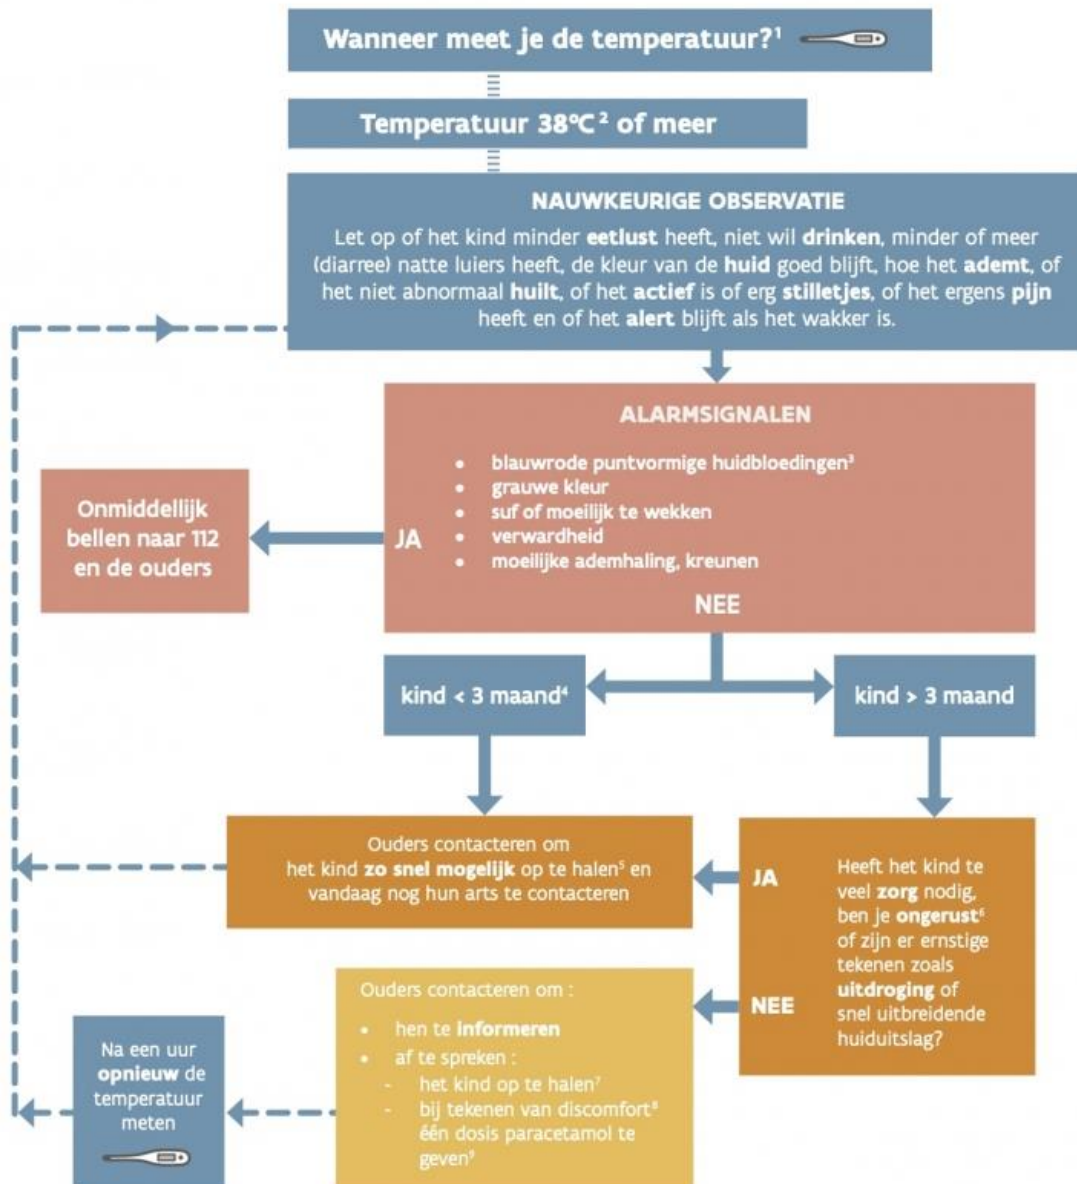 Wanneer meet je de temperatuur?¹
Temperatuur 38°C² of meer
NAUWKEURIGE OBSERVATIE
Let op of het kind minder eetlust heeft, niet wil drinken, minder of meer
(diarree) natte luiers heeft, de kleur van de huid goed blijft, hoe het ademt, of
het niet abnormaal huilt, of het actief is of erg stilletjes, of het ergens pijn
heeft en of het alert blijft als het wakker is.
ALARMSIGNALEN
• blauwrode puntvormige huidbloedingen³
• grauwe kleur
• suf of moeilijk te wekken
• verwardheid
• moeilijke ademhaling, kreunen
JA
NEE
Onmiddellijk
bellen naar 112
en de ouders
kind < 3 maand⁴
kind > 3 maand
Ouders contacteren om
het kind zo snel mogelijk op te halen⁵ en
vandaag nog hun arts te contacteren
JA
NEE
Heeft het kind te
veel zorg nodig,
ben je ongerust⁶
of zijn er ernstige
tekenen zoals
uitdroging of
snel uitbreidende
huiduitslag?
Ouders contacteren om :
• hen te informeren
• af te spreken :
- het kind op te halen⁷
- bij tekenen van discomfort⁸
één dosis paracetamol te
geven⁹
Na een uur
opnieuw de
temperatuur
meten